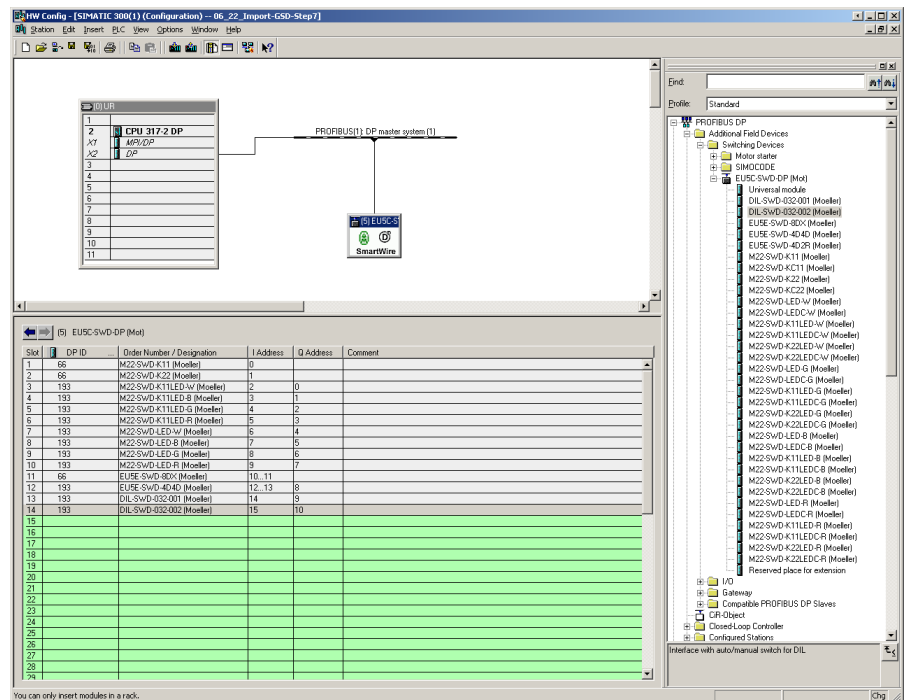 HW Config - [SIMATIC 300(1) (Configuration) -- 06_22_Import-GSD-Step7]
Station Edit Insert PLC View Options Window Help
(0) UR
1
2 CPU 317-2 DP
X1 MPI/DP
X2 DP
3
4
5
6
7
8
9
10
11
PROFIBUS(1): DP master system (1)
(5) EU5C-S
SmartWire
Find:
Profile: Standard
PROFIBUS DP
Additional Field Devices
Switching Devices
Motor starter
SIMOCODE
EU5C-SWD-DP (Mot)
Universal module
DIL-SWD-032-001 (Moeller)
DIL-SWD-032-002 (Moeller)
EU5E-SWD-8DX (Moeller)
EU5E-SWD-4D4D (Moeller)
EU5E-SWD-4D2R (Moeller)
M22-SWD-K11 (Moeller)
M22-SWD-KC11 (Moeller)
M22-SWD-K22 (Moeller)
M22-SWD-KC22 (Moeller)
M22-SWD-LED-W (Moeller)
M22-SWD-LEDC-W (Moeller)
M22-SWD-K11LED-W (Moeller)
M22-SWD-K11LEDC-W (Moeller)
M22-SWD-K22LED-W (Moeller)
M22-SWD-K22LEDC-W (Moeller)
M22-SWD-LED-G (Moeller)
M22-SWD-LEDC-G (Moeller)
M22-SWD-K11LED-G (Moeller)
M22-SWD-K11LEDC-G (Moeller)
M22-SWD-K22LED-G (Moeller)
M22-SWD-K22LEDC-G (Moeller)
M22-SWD-LED-B (Moeller)
M22-SWD-LEDC-B (Moeller)
M22-SWD-K11LED-B (Moeller)
M22-SWD-K11LEDC-B (Moeller)
M22-SWD-K22LED-B (Moeller)
M22-SWD-K22LEDC-B (Moeller)
M22-SWD-LED-R (Moeller)
M22-SWD-LEDC-R (Moeller)
M22-SWD-K11LED-R (Moeller)
M22-SWD-K11LEDC-R (Moeller)
M22-SWD-K22LED-R (Moeller)
M22-SWD-K22LEDC-R (Moeller)
Reserved place for extension
I/O
Gateway
Compatible PROFIBUS DP Slaves
CiR-Object
Closed-Loop Controller
Configured Stations
Interface with auto/manual switch for DIL
(5) EU5C-SWD-DP (Mot)
Slot DP ID ... Order Number / Designation I Address Q Address Comment
1 66 M22-SWD-K11 (Moeller) 0
2 66 M22-SWD-K22 (Moeller) 1
3 193 M22-SWD-K11LED-W (Moeller) 2 0
4 193 M22-SWD-K11LED-B (Moeller) 3 1
5 193 M22-SWD-K11LED-G (Moeller) 4 2
6 193 M22-SWD-K11LED-R (Moeller) 5 3
7 193 M22-SWD-LED-W (Moeller) 6 4
8 193 M22-SWD-LED-B (Moeller) 7 5
9 193 M22-SWD-LED-G (Moeller) 8 6
10 193 M22-SWD-LED-R (Moeller) 9 7
11 66 EU5E-SWD-8DX (Moeller) 10...11
12 193 EU5E-SWD-4D4D (Moeller) 12...13 8
13 193 DIL-SWD-032-001 (Moeller) 14 9
14 193 DIL-SWD-032-002 (Moeller) 15 10
15
16
17
18
19
20
21
22
23
24
25
26
27
28
29
You can only insert modules in a rack.
Chg